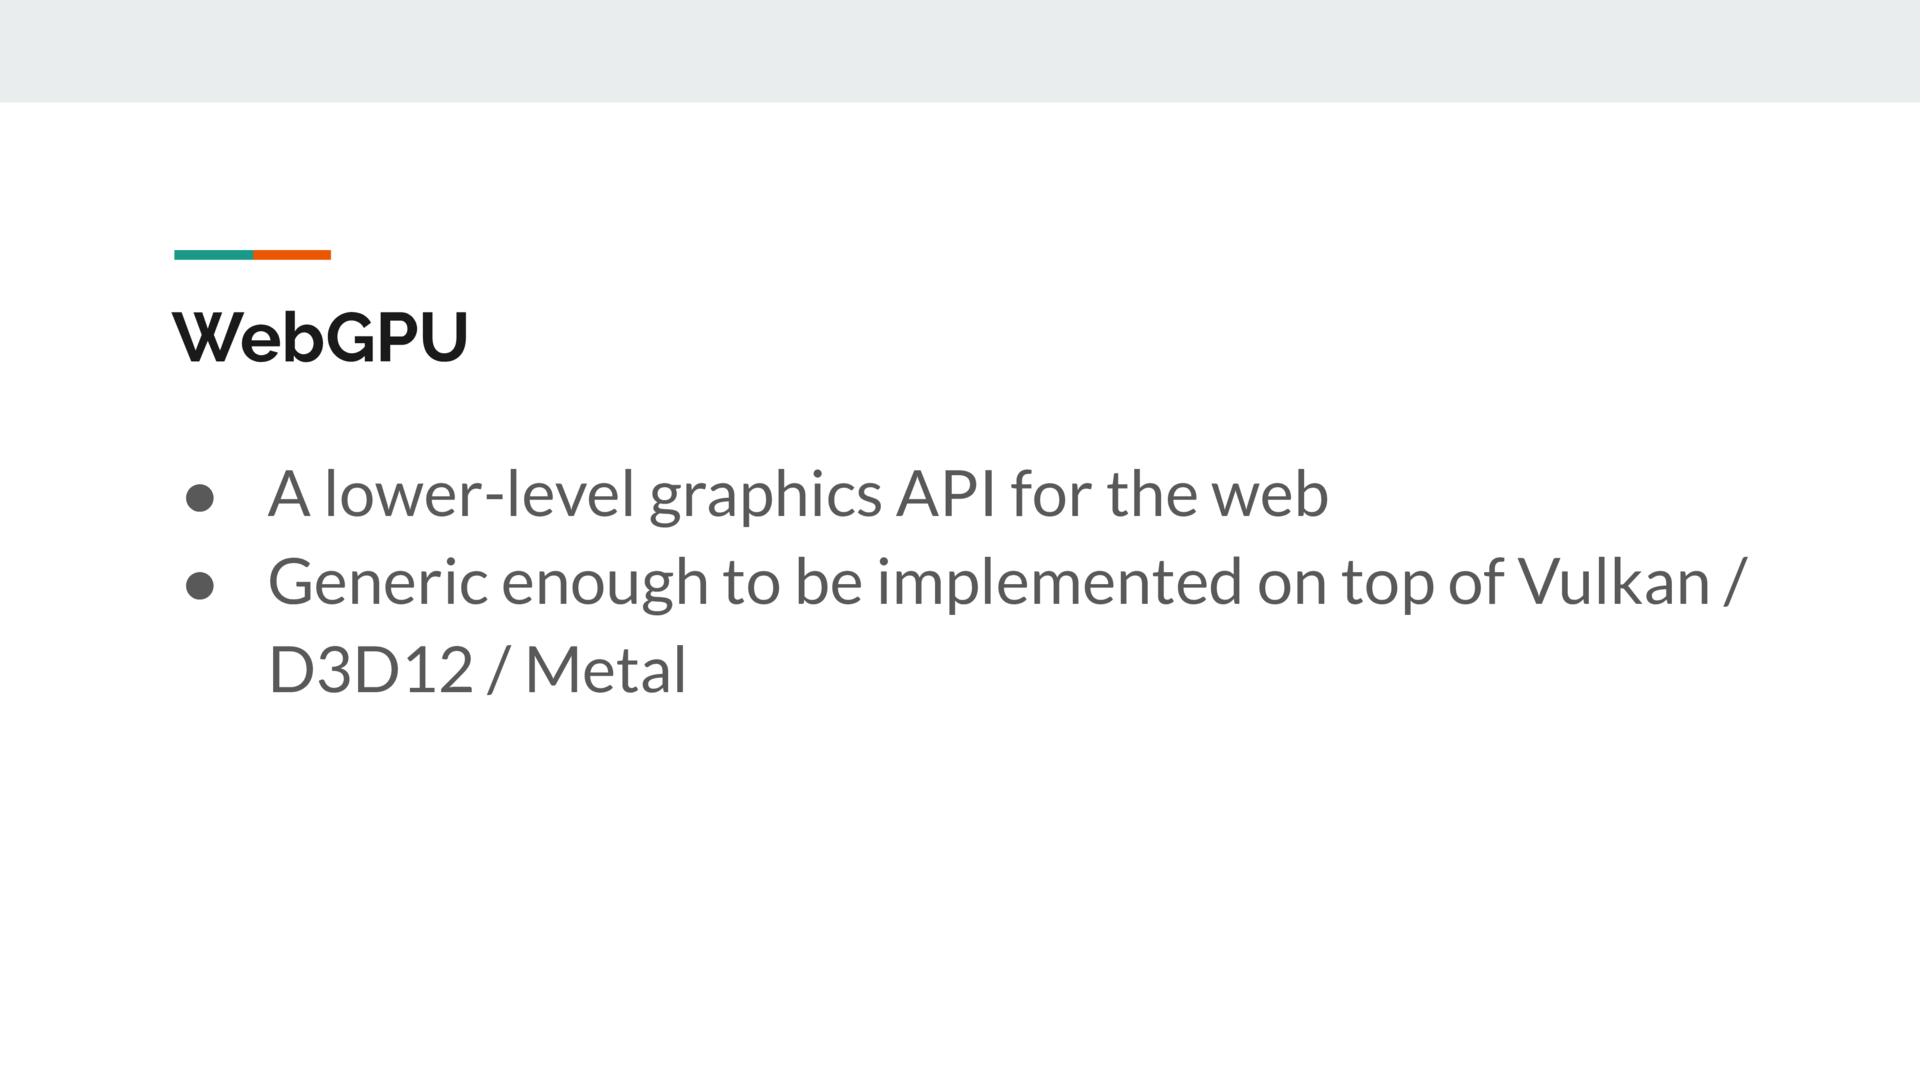 WebGPU
● A lower-level graphics API for the web
● Generic enough to be implemented on top of Vulkan /
D3D12 / Metal